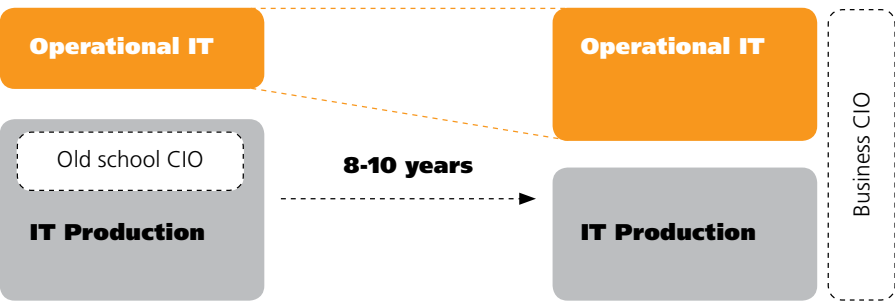 Operational IT
Old school CIO
IT Production
8-10 years
Operational IT
IT Production
Business CIO